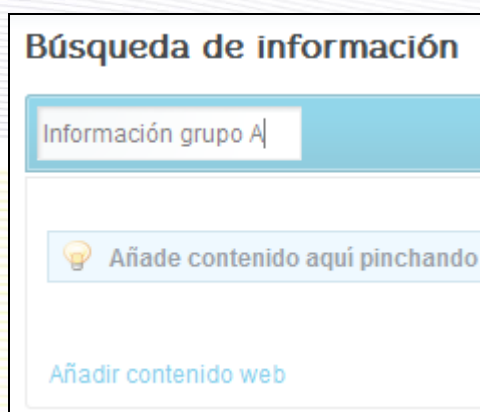 Búsqueda de información
Información grupo A
Añade contenido aquí pinchando
Añadir contenido web